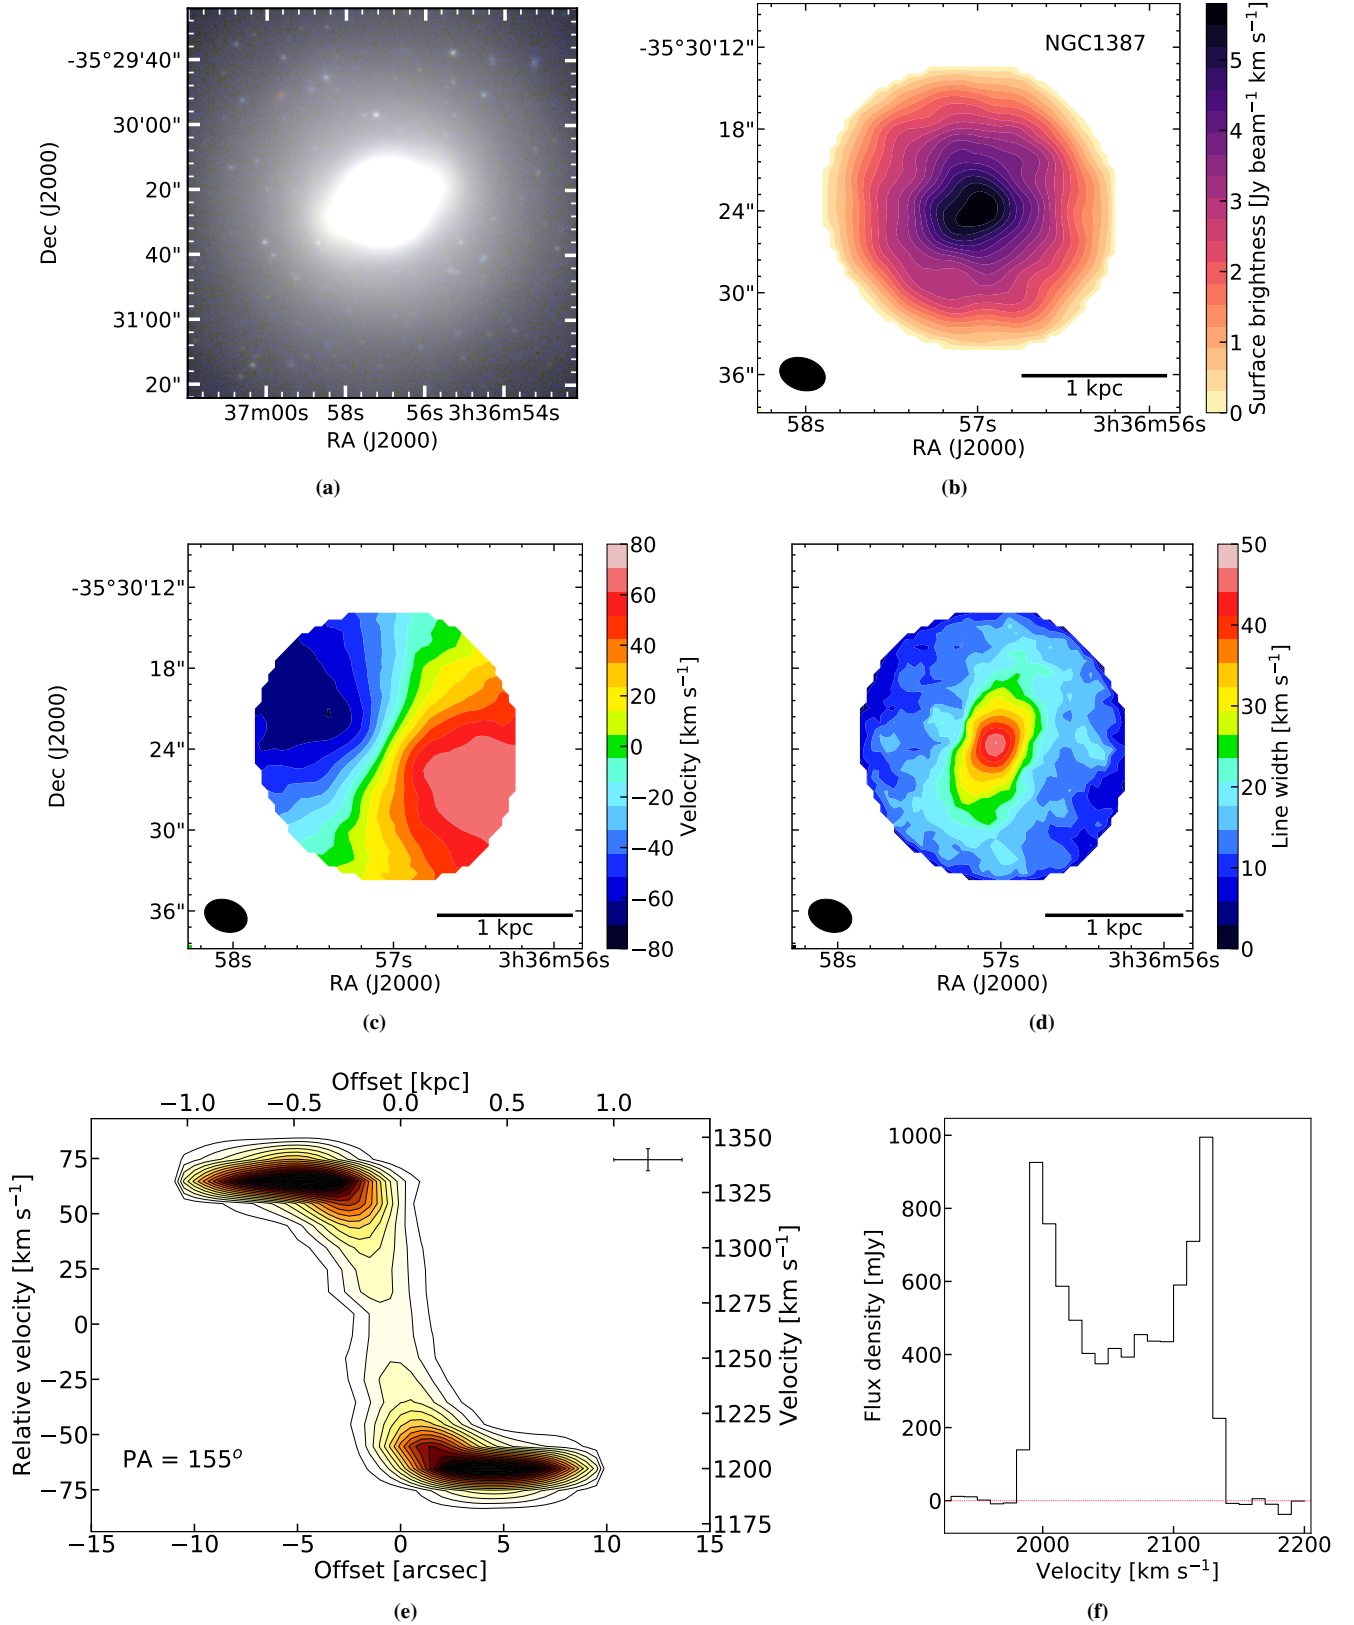 -35°29'40"
30'00"
20"
40"
31'00"
20"
Dec (J2000)
37m00s 58s 56s 3h36m54s
RA (J2000)
(a)
NGC1387
-35°30'12"
18"
24"
30"
36"
1 kpc
58s 57s 3h36m56s
RA (J2000)
5
4
3
2
1
0
Surface brightness [Jy beam⁻¹ km s⁻¹]
(b)
-35°30'12"
18"
24"
30"
36"
Dec (J2000)
1 kpc
58s 57s 3h36m56s
RA (J2000)
80
60
40
20
0
−20
−40
−60
−80
Velocity [km s⁻¹]
(c)
1 kpc
58s 57s 3h36m56s
RA (J2000)
50
40
30
20
10
0
Line width [km s⁻¹]
(d)
Offset [kpc]
−1.0 −0.5 0.0 0.5 1.0
75
50
25
0
−25
−50
−75
Relative velocity [km s⁻¹]
1350
1325
1300
1275
1250
1225
1200
1175
Velocity [km s⁻¹]
PA = 155°
−15 −10 −5 0 5 10 15
Offset [arcsec]
(e)
1000
800
600
400
200
0
Flux density [mJy]
2000 2100 2200
Velocity [km s⁻¹]
(f)